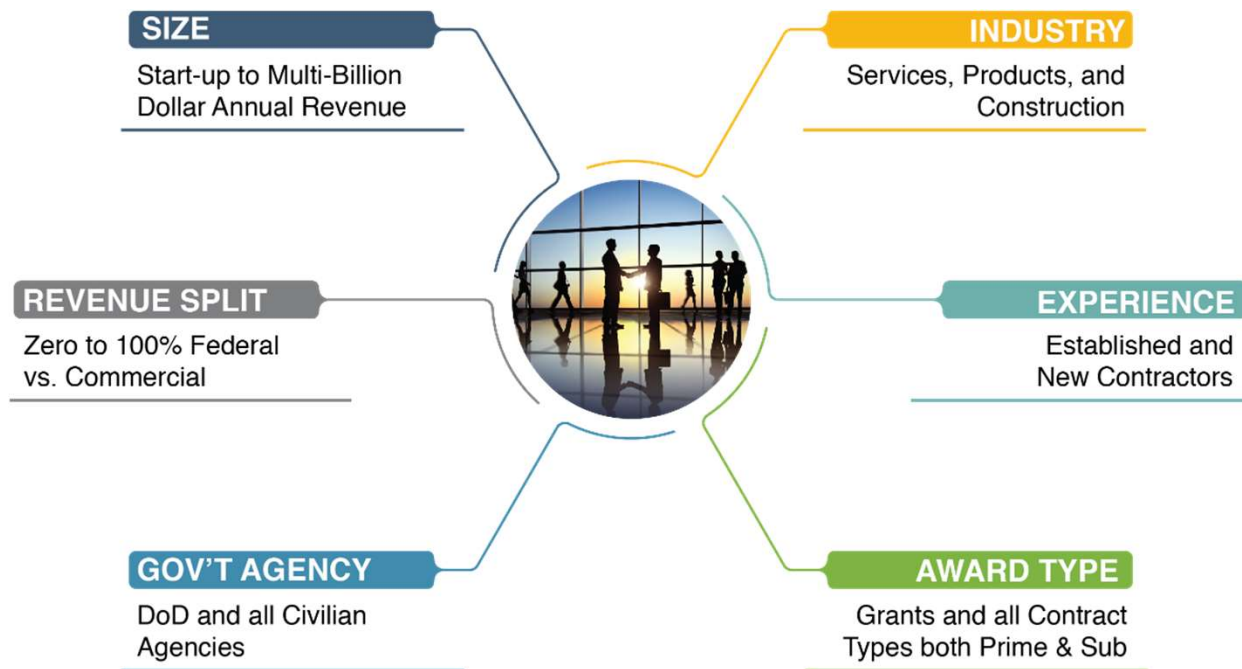 SIZE
Start-up to Multi-Billion
Dollar Annual Revenue
INDUSTRY
Services, Products, and
Construction
REVENUE SPLIT
Zero to 100% Federal
vs. Commercial
EXPERIENCE
Established and
New Contractors
GOV'T AGENCY
DoD and all Civilian
Agencies
AWARD TYPE
Grants and all Contract
Types both Prime & Sub